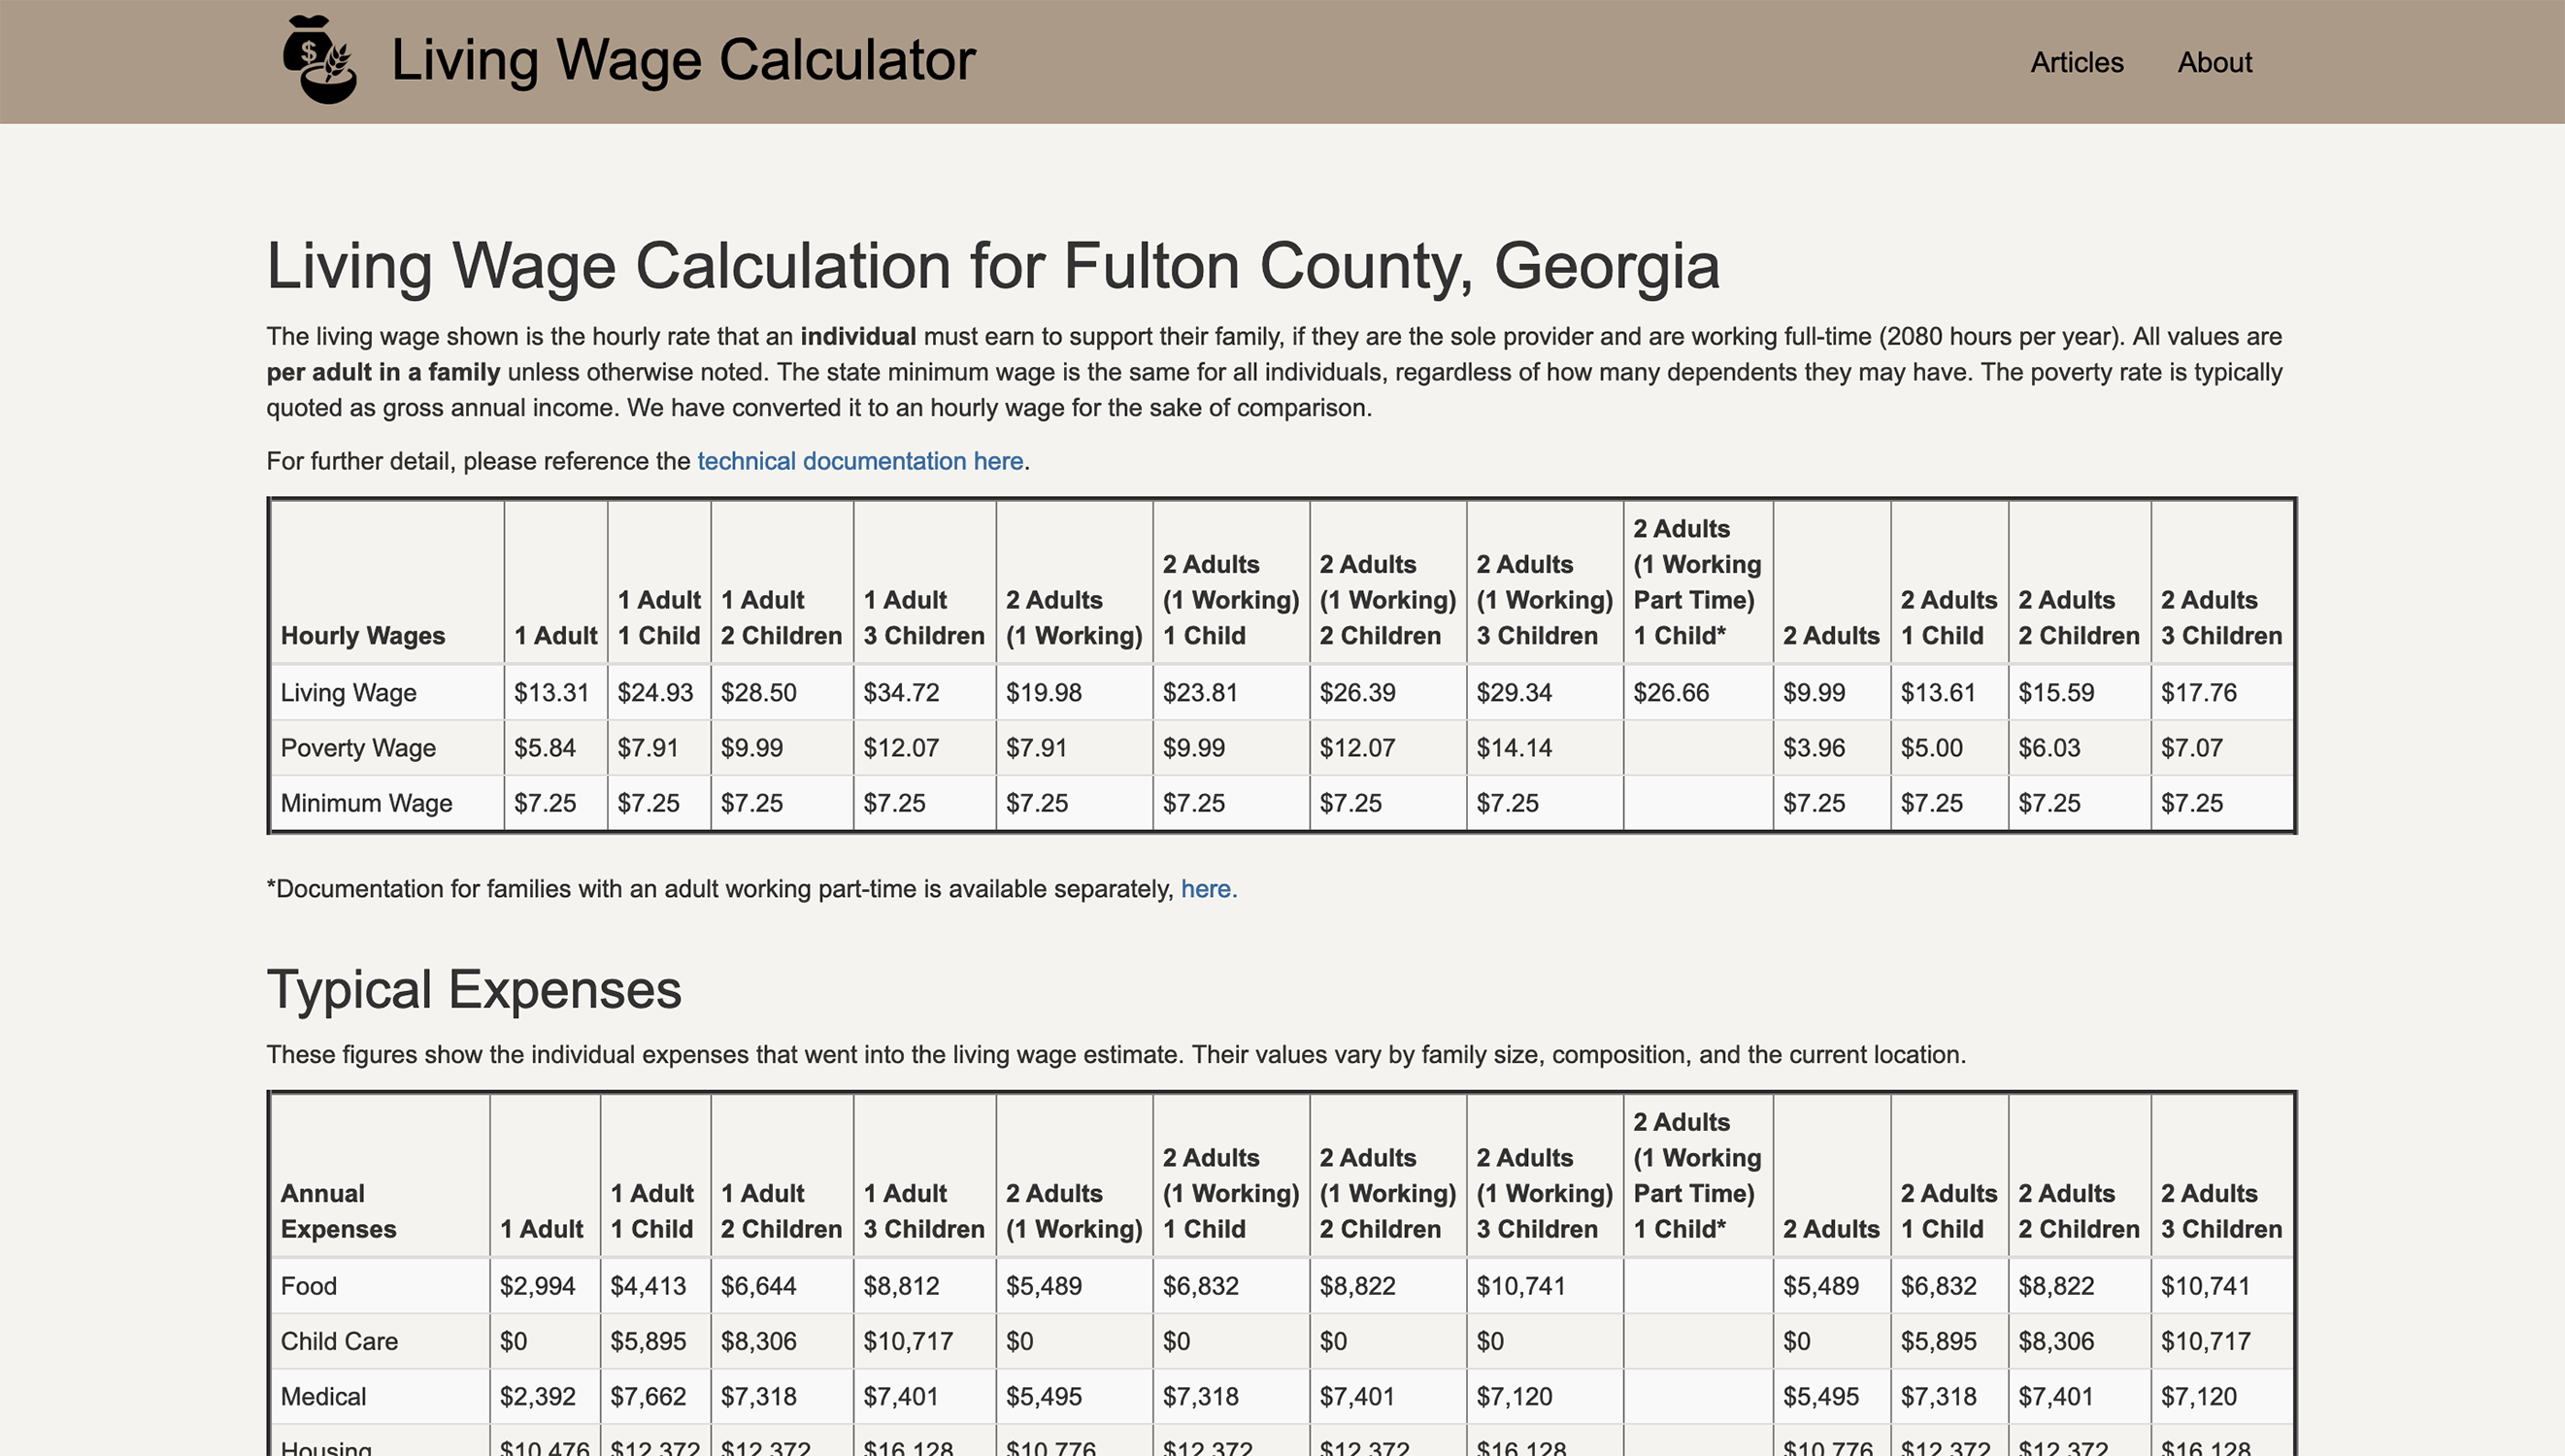 $
Living Wage Calculator
Articles About
Living Wage Calculation for Fulton County, Georgia
The living wage shown is the hourly rate that an individual must earn to support their family, if they are the sole provider and are working full-time (2080 hours per year). All values are
per adult in a family unless otherwise noted. The state minimum wage is the same for all individuals, regardless of how many dependents they may have. The poverty rate is typically
quoted as gross annual income. We have converted it to an hourly wage for the sake of comparison.
For further detail, please reference the technical documentation here.
Hourly Wages | 1 Adult | 1 Adult 1 Child | 1 Adult 2 Children | 1 Adult 3 Children | 2 Adults (1 Working) | 2 Adults (1 Working) 1 Child | 2 Adults (1 Working) 2 Children | 2 Adults (1 Working) 3 Children | 2 Adults (1 Working Part Time) 1 Child* | 2 Adults | 2 Adults 1 Child | 2 Adults 2 Children | 2 Adults 3 Children
Living Wage $13.31 $24.93 $28.50 $34.72 $19.98 $23.81 $26.39 $29.34 $26.66 $9.99 $13.61 $15.59 $17.76
Poverty Wage $5.84 $7.91 $9.99 $12.07 $7.91 $9.99 $12.07 $14.14 $3.96 $5.00 $6.03 $7.07
Minimum Wage $7.25 $7.25 $7.25 $7.25 $7.25 $7.25 $7.25 $7.25 $7.25 $7.25 $7.25 $7.25
*Documentation for families with an adult working part-time is available separately, here.
Typical Expenses
These figures show the individual expenses that went into the living wage estimate. Their values vary by family size, composition, and the current location.
Annual Expenses | 1 Adult | 1 Adult 1 Child | 1 Adult 2 Children | 1 Adult 3 Children | 2 Adults (1 Working) | 2 Adults (1 Working) 1 Child | 2 Adults (1 Working) 2 Children | 2 Adults (1 Working) 3 Children | 2 Adults (1 Working Part Time) 1 Child* | 2 Adults | 2 Adults 1 Child | 2 Adults 2 Children | 2 Adults 3 Children
Food $2,994 $4,413 $6,644 $8,812 $5,489 $6,832 $8,822 $10,741 $5,489 $6,832 $8,822 $10,741
Child Care $0 $5,895 $8,306 $10,717 $0 $0 $0 $0 $0 $5,895 $8,306 $10,717
Medical $2,392 $7,662 $7,318 $7,401 $5,495 $7,318 $7,401 $7,120 $5,495 $7,318 $7,401 $7,120
Housing $10,476 $12,372 $12,372 $16,128 $10,776 $12,372 $12,372 $16,128 $10,776 $12,372 $12,372 $16,128